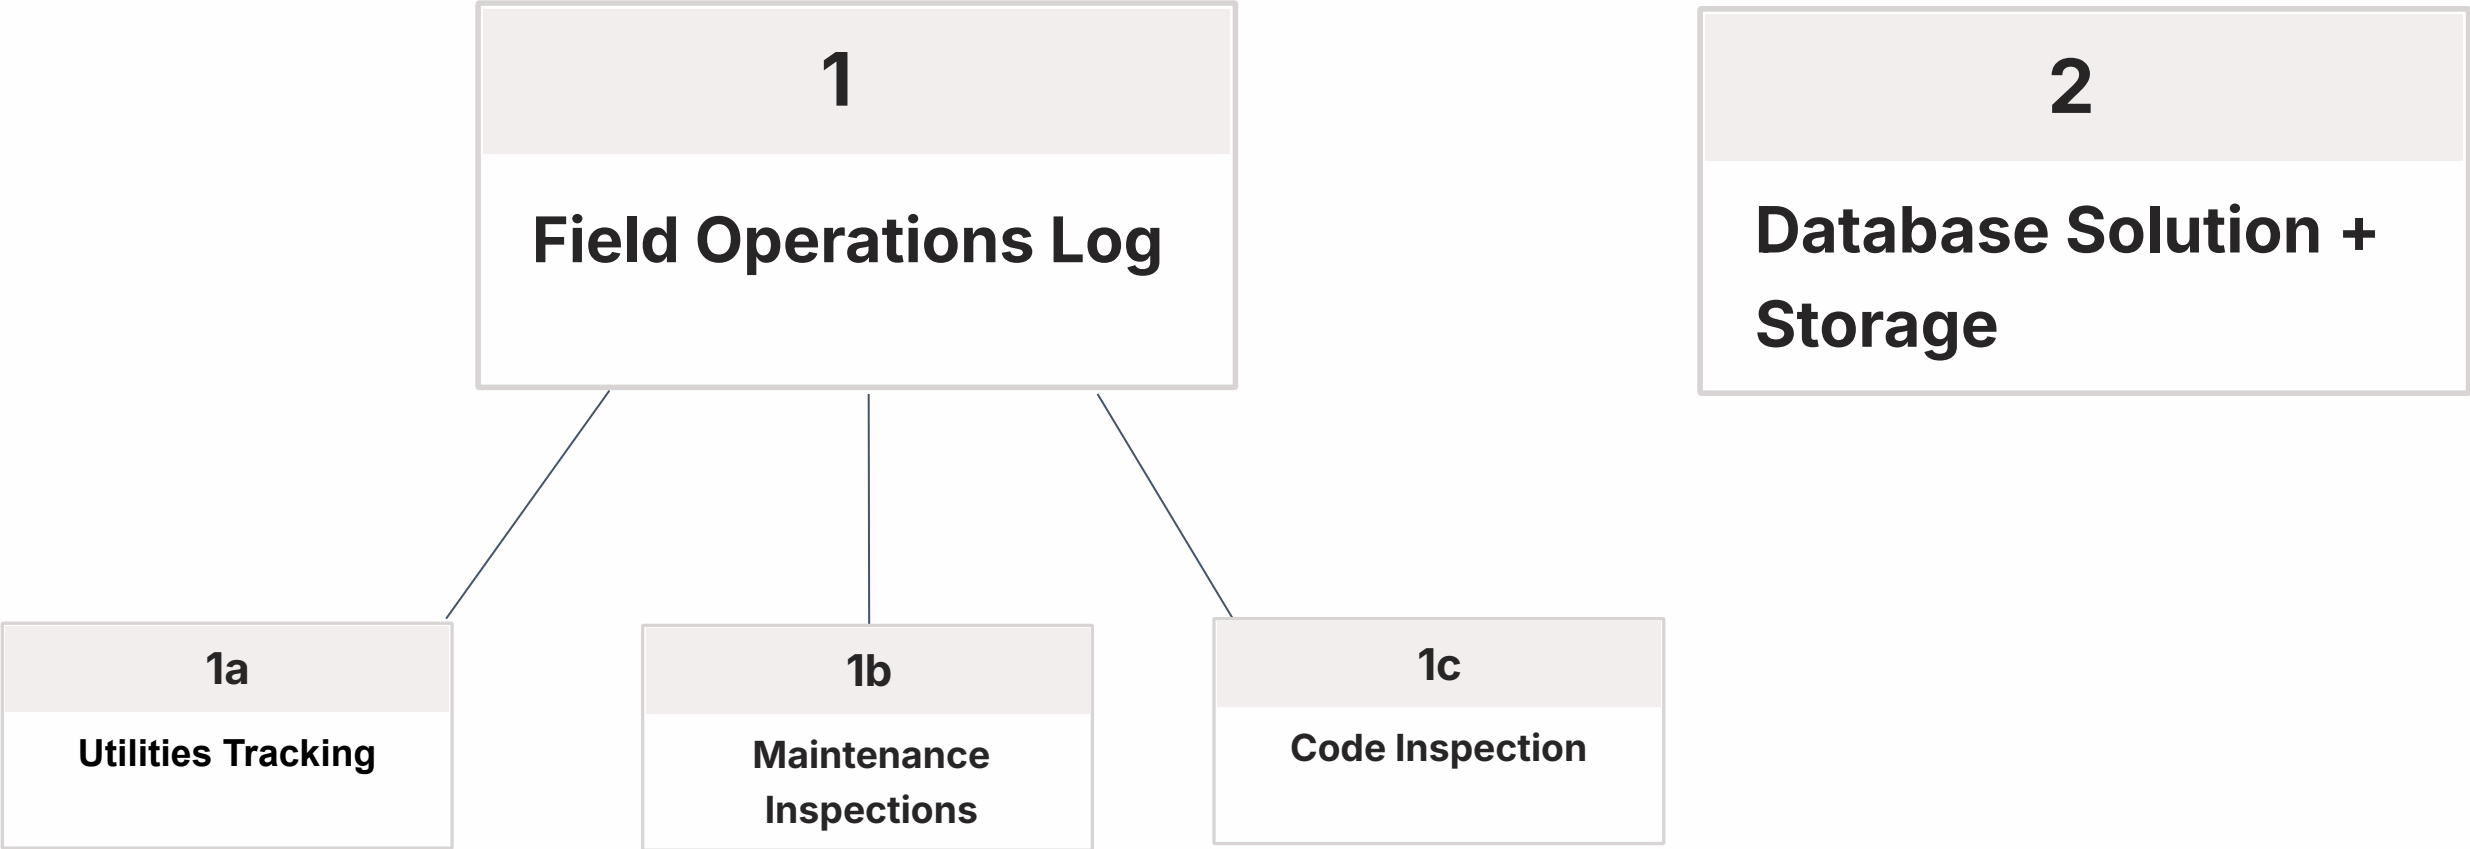 1
Field Operations Log
2
Database Solution +
Storage
1a
Utilities Tracking
1b
Maintenance
Inspections
1c
Code Inspection